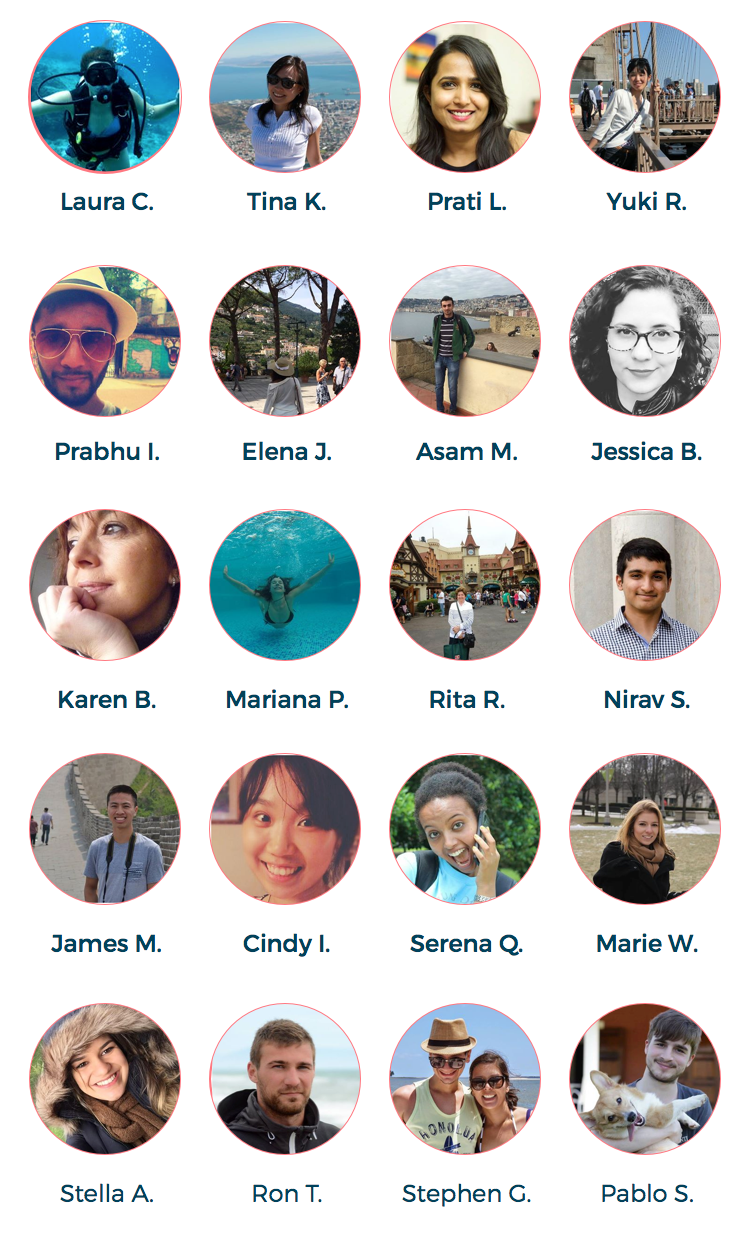 Laura C.
Tina K.
Prati L.
Yuki R.
Prabhu I.
Elena J.
Asam M.
Jessica B.
Karen B.
Mariana P.
Rita R.
Nirav S.
James M.
Cindy I.
Serena Q.
Marie W.
HONOLUA
Stella A.
Ron T.
Stephen G.
Pablo S.